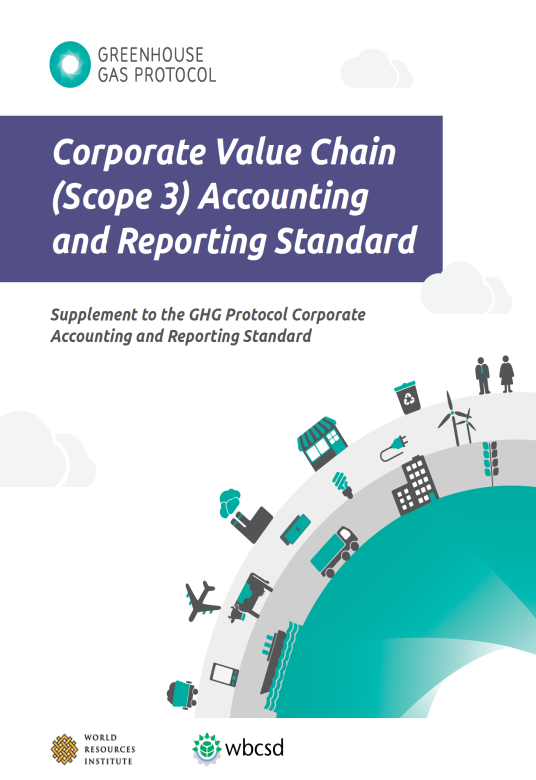 GREENHOUSE
GAS PROTOCOL
Corporate Value Chain
(Scope 3) Accounting
and Reporting Standard
Supplement to the GHG Protocol Corporate
Accounting and Reporting Standard
WORLD
RESOURCES
INSTITUTE
wbcsd